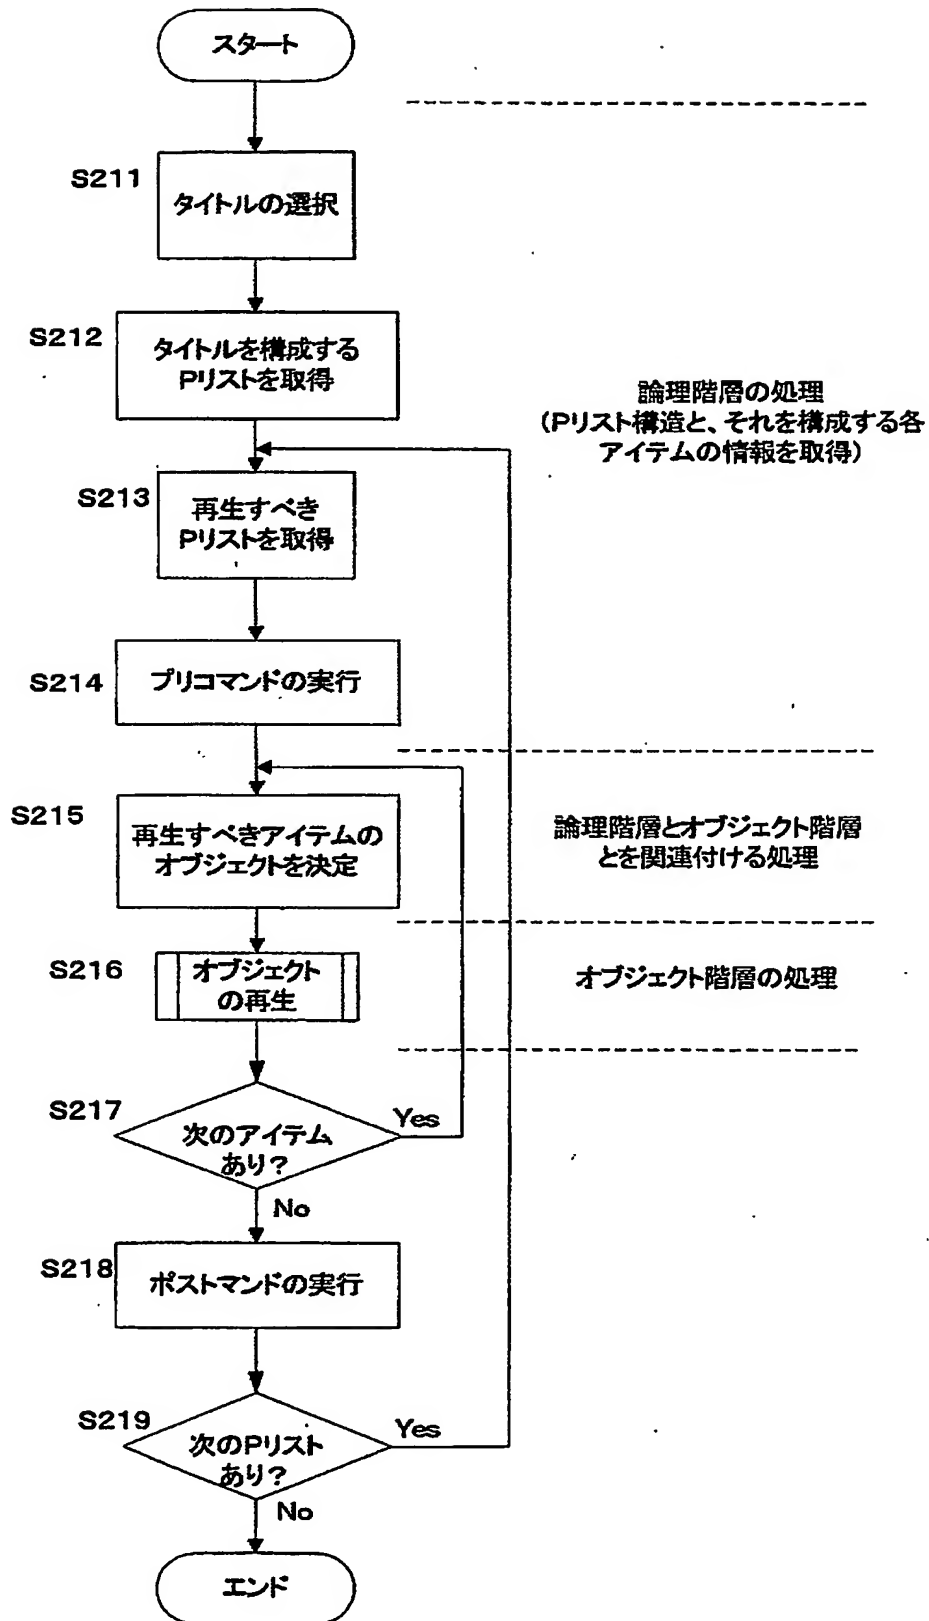 スタート
S211
タイトルの選択
S212
タイトルを構成する
Pリストを取得
論理階層の処理
(Pリスト構造と、それを構成する各
アイテムの情報を取得)
S213
再生すべき
Pリストを取得
S214
プリコマンドの実行
S215
再生すべきアイテムの
オブジェクトを決定
論理階層とオブジェクト階層
とを関連付ける処理
S216
オブジェクト
の再生
オブジェクト階層の処理
S217
次のアイテム
あり?
Yes
No
S218
ポストマンドの実行
S219
次のPリスト
あり?
Yes
No
エンド